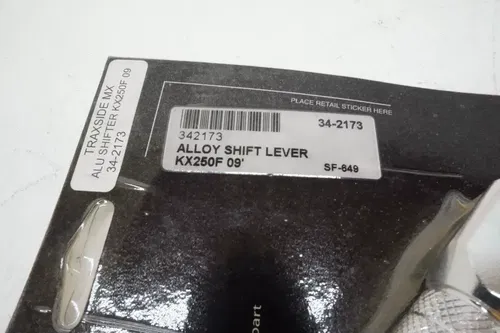 TRAXSIDE MX
ALU SHIFTER KX250F 09
34-2173
PLACE RETAIL STICKER HERE
342173
34-2173
ALLOY SHIFT LEVER
KX250F 09'
SF-649
part